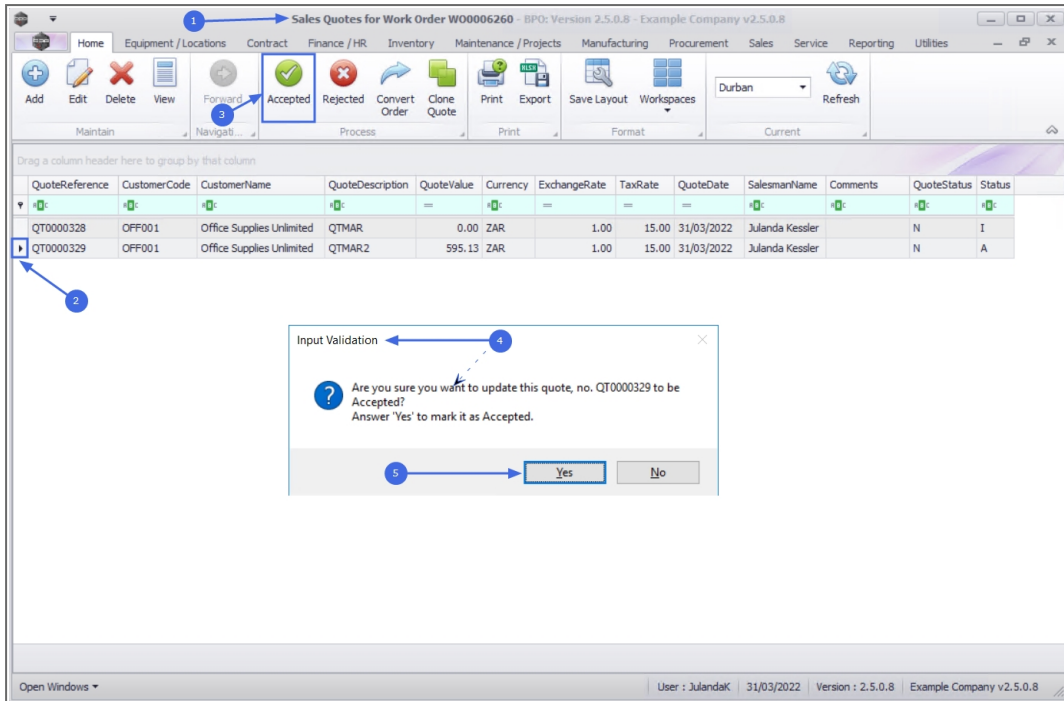 1
Sales Quotes for Work Order WO0006260 - BPO: Version 2.5.0.8 - Example Company v2.5.0.8
Home Equipment / Locations Contract Finance / HR Inventory Maintenance / Projects Manufacturing Procurement Sales Service Reporting Utilities
Add Edit Delete View Forward Accepted Rejected Convert Order Clone Quote Print Export Save Layout Workspaces Durban Refresh
3
Maintain Navigati... Process Print Format Current
Drag a column header here to group by that column
QuoteReference CustomerCode CustomerName QuoteDescription QuoteValue Currency ExchangeRate TaxRate QuoteDate SalesmanName Comments QuoteStatus Status
QT0000328 OFF001 Office Supplies Unlimited QTMAR 0.00 ZAR 1.00 15.00 31/03/2022 Julanda Kessler N I
QT0000329 OFF001 Office Supplies Unlimited QTMAR2 595.13 ZAR 1.00 15.00 31/03/2022 Julanda Kessler N A
2
Input Validation 4
Are you sure you want to update this quote, no. QT0000329 to be
Accepted?
Answer 'Yes' to mark it as Accepted.
5 Yes No
Open Windows User : JulandaK 31/03/2022 Version : 2.5.0.8 Example Company v2.5.0.8